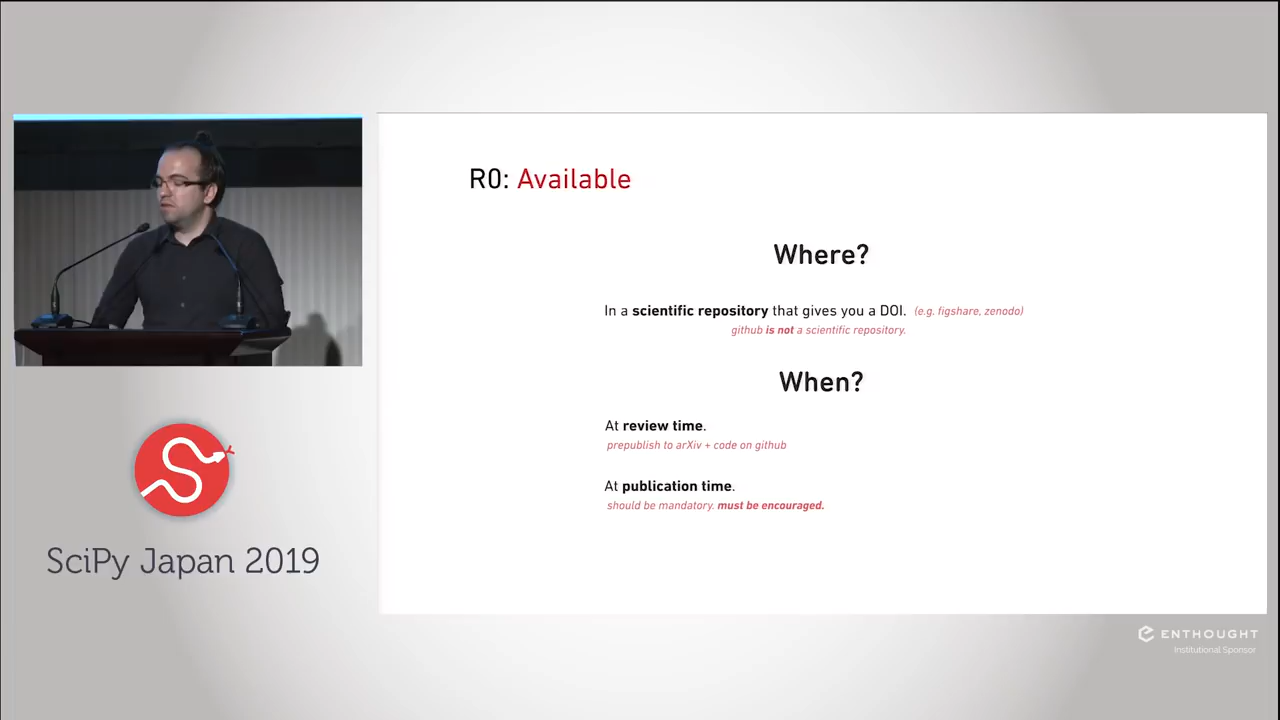 R0: Available
Where?
In a scientific repository that gives you a DOI. (e.g. figshare, zenodo)
github is not a scientific repository.
When?
At review time.
prepublish to arXiv + code on github
At publication time.
should be mandatory. must be encouraged.
SciPy Japan 2019
ENTHOUGHT
Institutional Sponsor